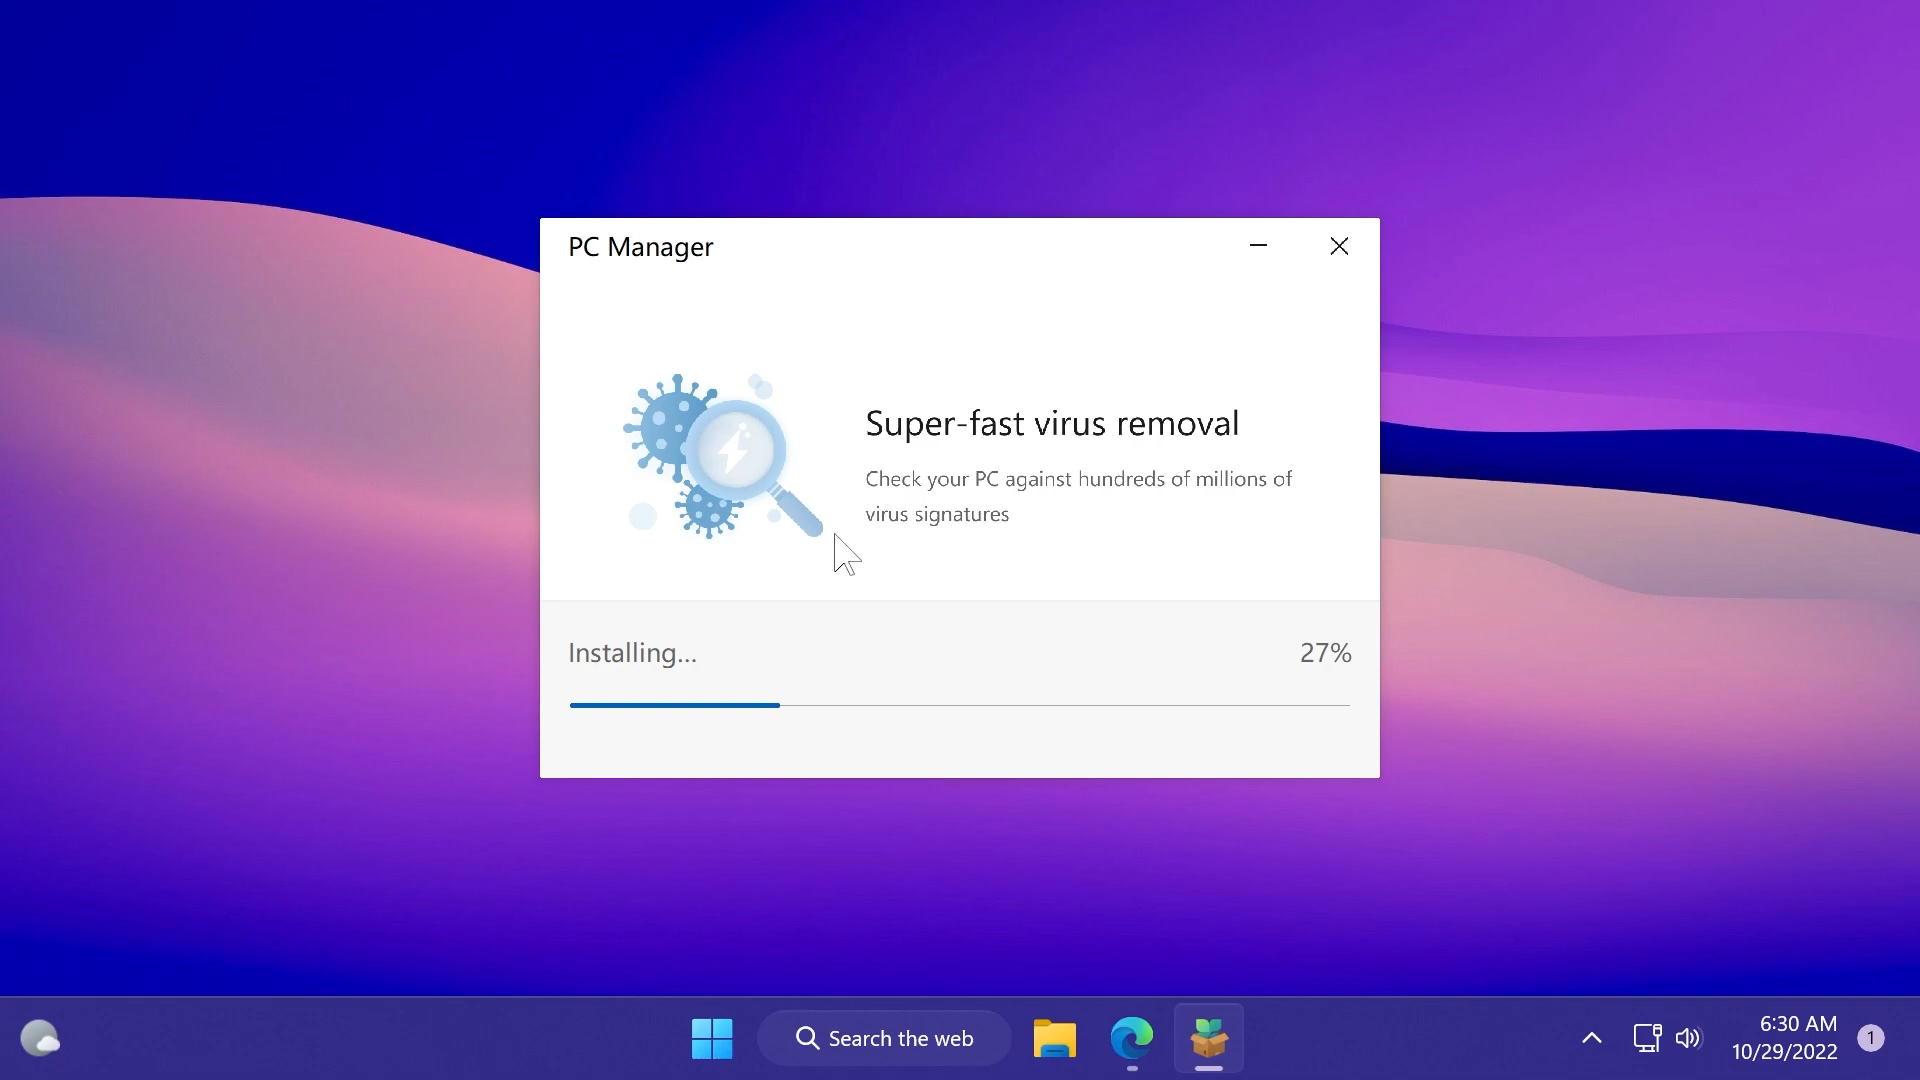 PC Manager
Super-fast virus removal
Check your PC against hundreds of millions of
virus signatures
Installing...
27%
Search the web
6:30 AM
10/29/2022
1